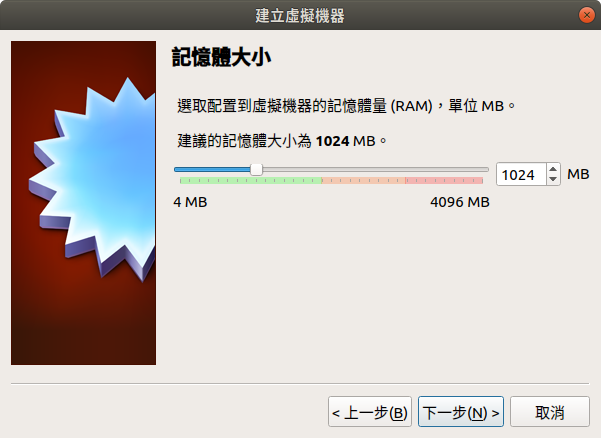 建立虛擬機器
記憶體大小
選取配置到虛擬機器的記憶體量 (RAM)，單位 MB。
建議的記憶體大小為 1024 MB。
1024 MB
4 MB 4096 MB
< 上一步(B) 下一步(N) > 取消